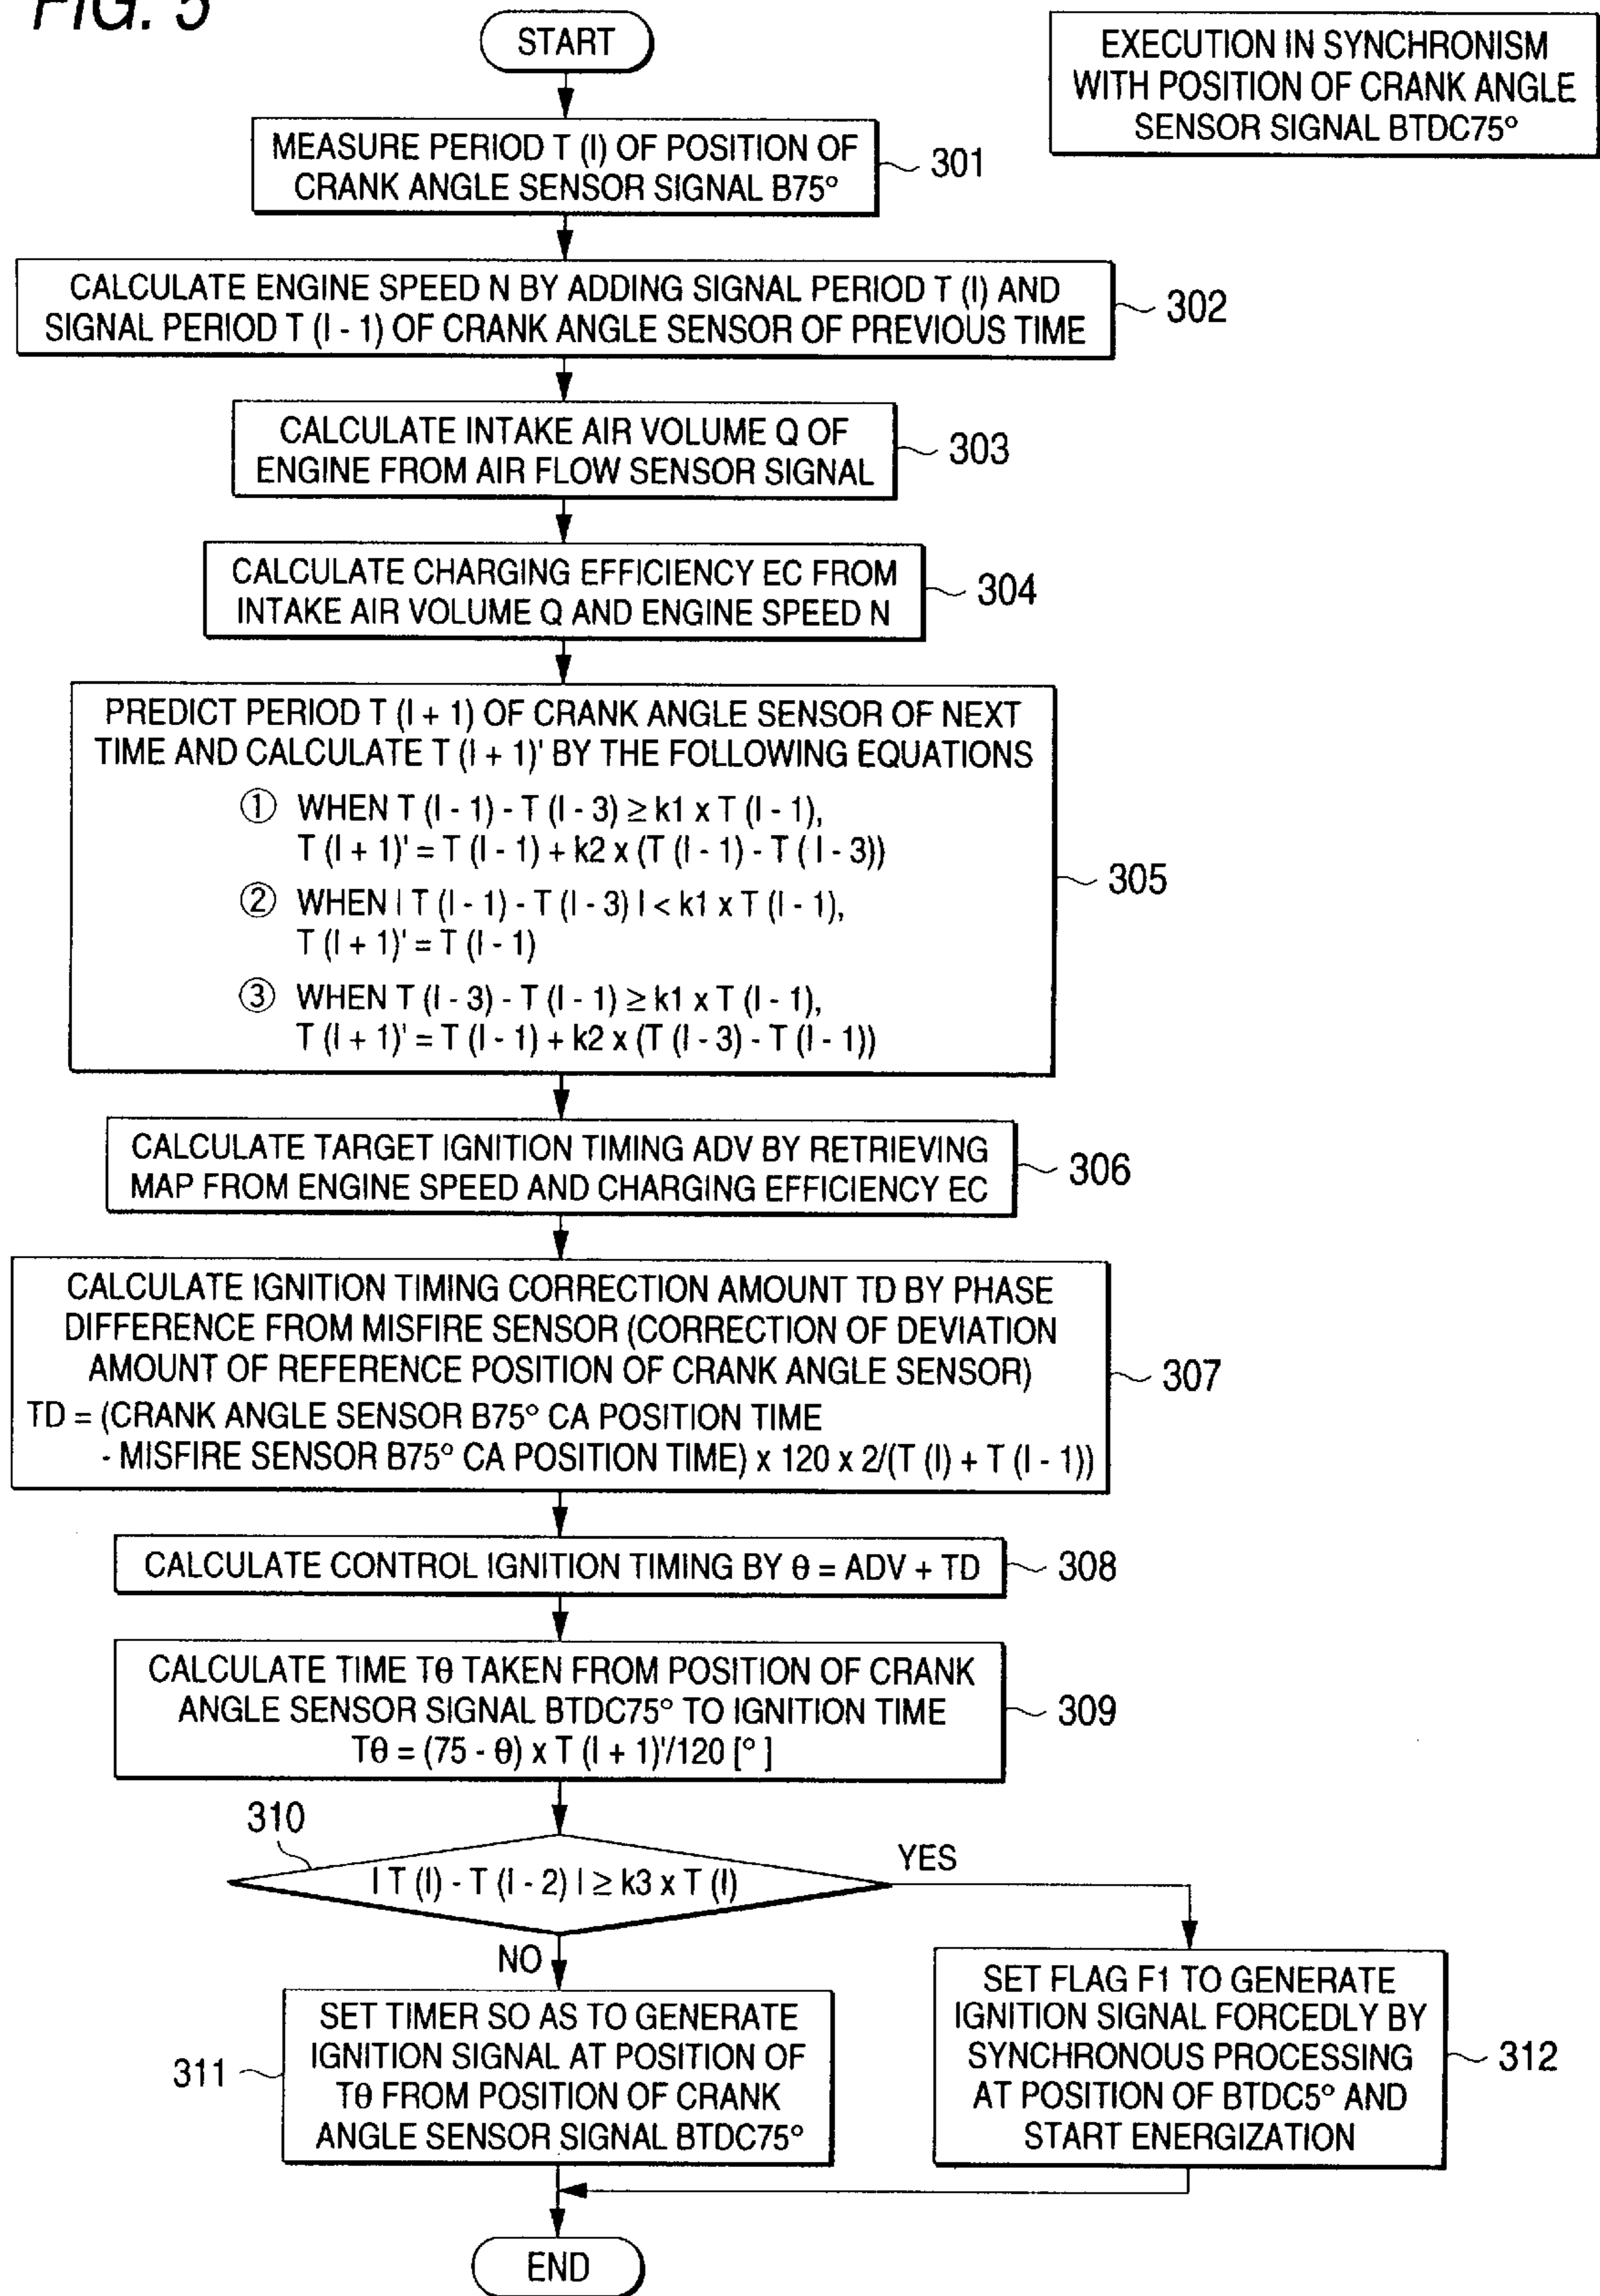 FIG. 5
START
EXECUTION IN SYNCHRONISM
WITH POSITION OF CRANK ANGLE
SENSOR SIGNAL BTDC75°
MEASURE PERIOD T (I) OF POSITION OF
CRANK ANGLE SENSOR SIGNAL B75°
301
CALCULATE ENGINE SPEED N BY ADDING SIGNAL PERIOD T (I) AND
SIGNAL PERIOD T (I - 1) OF CRANK ANGLE SENSOR OF PREVIOUS TIME
302
CALCULATE INTAKE AIR VOLUME Q OF
ENGINE FROM AIR FLOW SENSOR SIGNAL
303
CALCULATE CHARGING EFFICIENCY EC FROM
INTAKE AIR VOLUME Q AND ENGINE SPEED N
304
PREDICT PERIOD T (I + 1) OF CRANK ANGLE SENSOR OF NEXT
TIME AND CALCULATE T (I + 1)' BY THE FOLLOWING EQUATIONS
① WHEN T (I - 1) - T (I - 3) ≥ k1 x T (I - 1),
T (I + 1)' = T (I - 1) + k2 x (T (I - 1) - T ( I - 3))
② WHEN I T (I - 1) - T (I - 3) I < k1 x T (I - 1),
T (I + 1)' = T (I - 1)
③ WHEN T (I - 3) - T (I - 1) ≥ k1 x T (I - 1),
T (I + 1)' = T (I - 1) + k2 x (T (I - 3) - T (I - 1))
305
CALCULATE TARGET IGNITION TIMING ADV BY RETRIEVING
MAP FROM ENGINE SPEED AND CHARGING EFFICIENCY EC
306
CALCULATE IGNITION TIMING CORRECTION AMOUNT TD BY PHASE
DIFFERENCE FROM MISFIRE SENSOR (CORRECTION OF DEVIATION
AMOUNT OF REFERENCE POSITION OF CRANK ANGLE SENSOR)
TD = (CRANK ANGLE SENSOR B75° CA POSITION TIME
- MISFIRE SENSOR B75° CA POSITION TIME) x 120 x 2/(T (I) + T (I - 1))
307
CALCULATE CONTROL IGNITION TIMING BY θ = ADV + TD
308
CALCULATE TIME Tθ TAKEN FROM POSITION OF CRANK
ANGLE SENSOR SIGNAL BTDC75° TO IGNITION TIME
Tθ = (75 - θ) x T (I + 1)'/120 [° ]
309
310
I T (I) - T (I - 2) I ≥ k3 x T (I)
YES
NO
SET TIMER SO AS TO GENERATE
IGNITION SIGNAL AT POSITION OF
Tθ FROM POSITION OF CRANK
ANGLE SENSOR SIGNAL BTDC75°
311
SET FLAG F1 TO GENERATE
IGNITION SIGNAL FORCEDLY BY
SYNCHRONOUS PROCESSING
AT POSITION OF BTDC5° AND
START ENERGIZATION
312
END